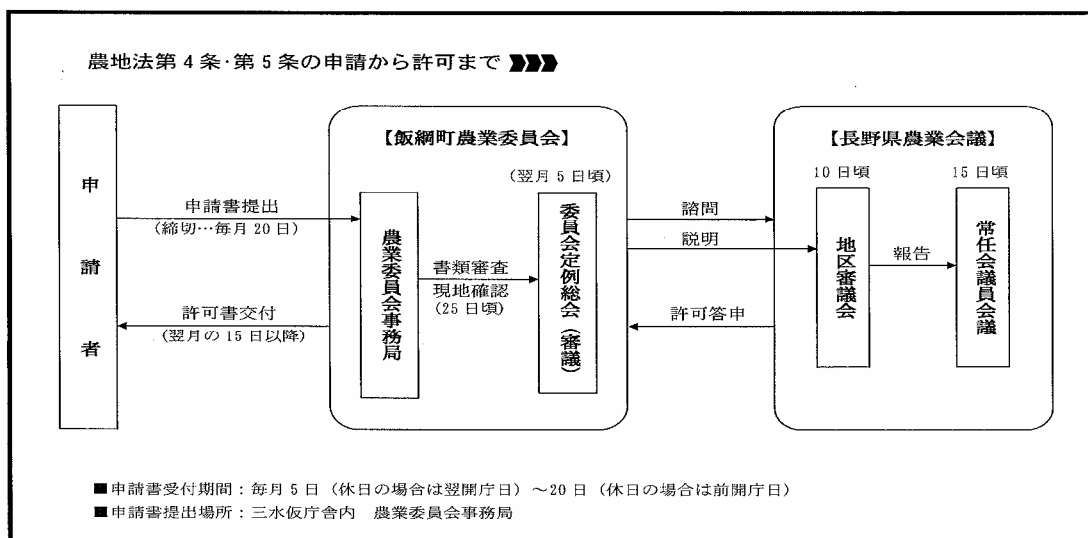 農地法第4条・第5条の申請から許可まで
申請者
【飯綱町農業委員会】
【長野県農業会議】
(翌月5日頃)
10日頃
15日頃
申請書提出
(締切…毎月20日)
農業委員会事務局
書類審査
現地確認
(25日頃)
委員会定例総会(審議)
諮問
説明
地区審議会
報告
常任会議員会議
許可答申
許可書交付
(翌月の15日以降)
■申請書受付期間:毎月5日(休日の場合は翌開庁日)~20日(休日の場合は前開庁日)
■申請書提出場所:三水仮庁舎内 農業委員会事務局